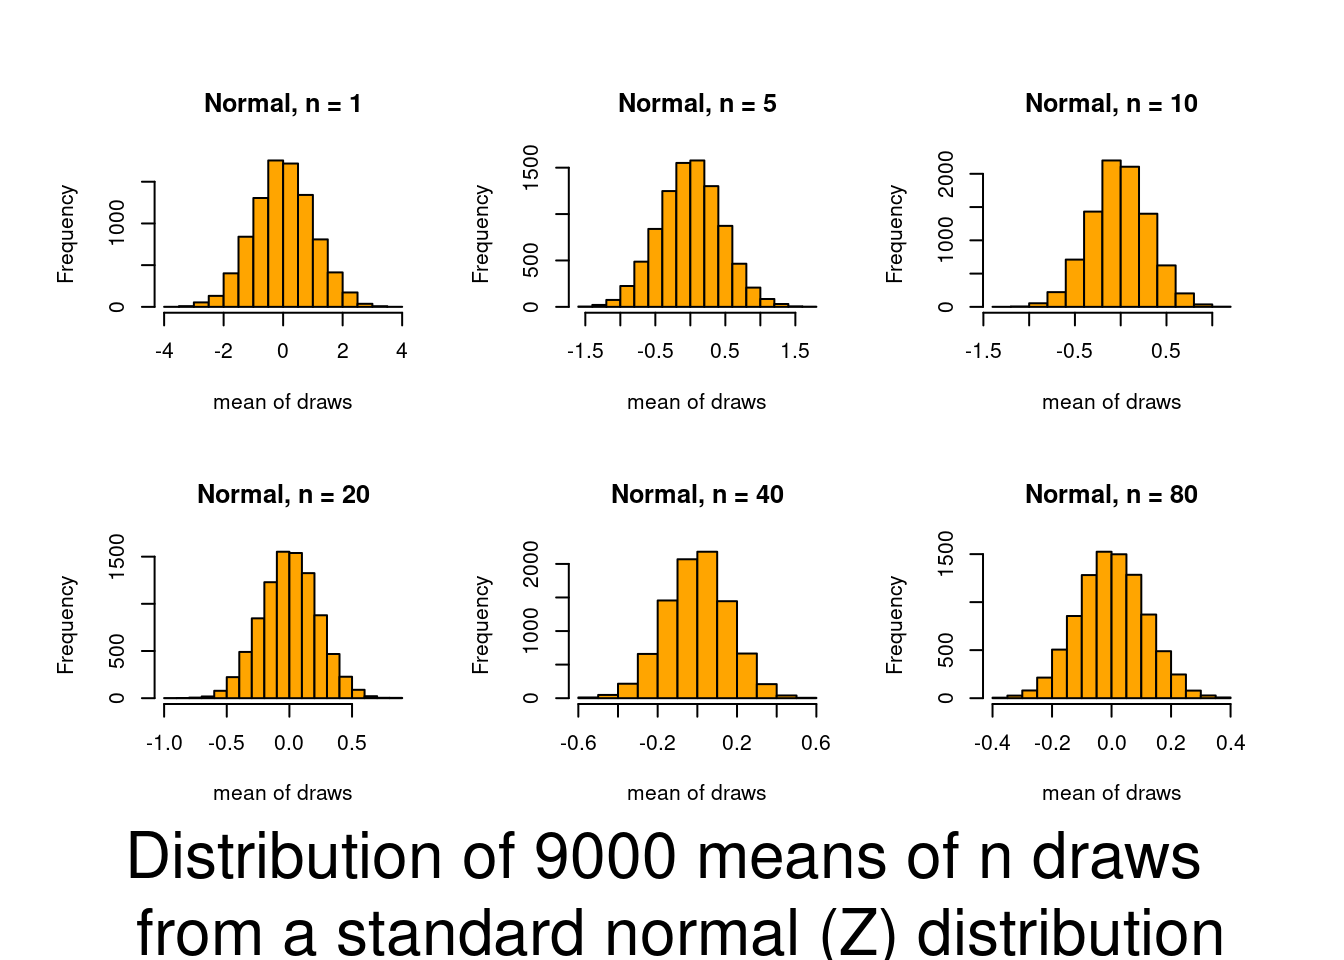 Normal, n = 1
Frequency
0 1000
-4 -2 0 2 4
mean of draws
Normal, n = 5
Frequency
0 500 1500
-1.5 -0.5 0.5 1.5
mean of draws
Normal, n = 10
Frequency
0 1000 2000
-1.5 -0.5 0.5
mean of draws
Normal, n = 20
Frequency
0 500 1500
-1.0 -0.5 0.0 0.5
mean of draws
Normal, n = 40
Frequency
0 1000 2000
-0.6 -0.2 0.2 0.6
mean of draws
Normal, n = 80
Frequency
0 500 1500
-0.4 -0.2 0.0 0.2 0.4
mean of draws
Distribution of 9000 means of n draws
from a standard normal (Z) distribution